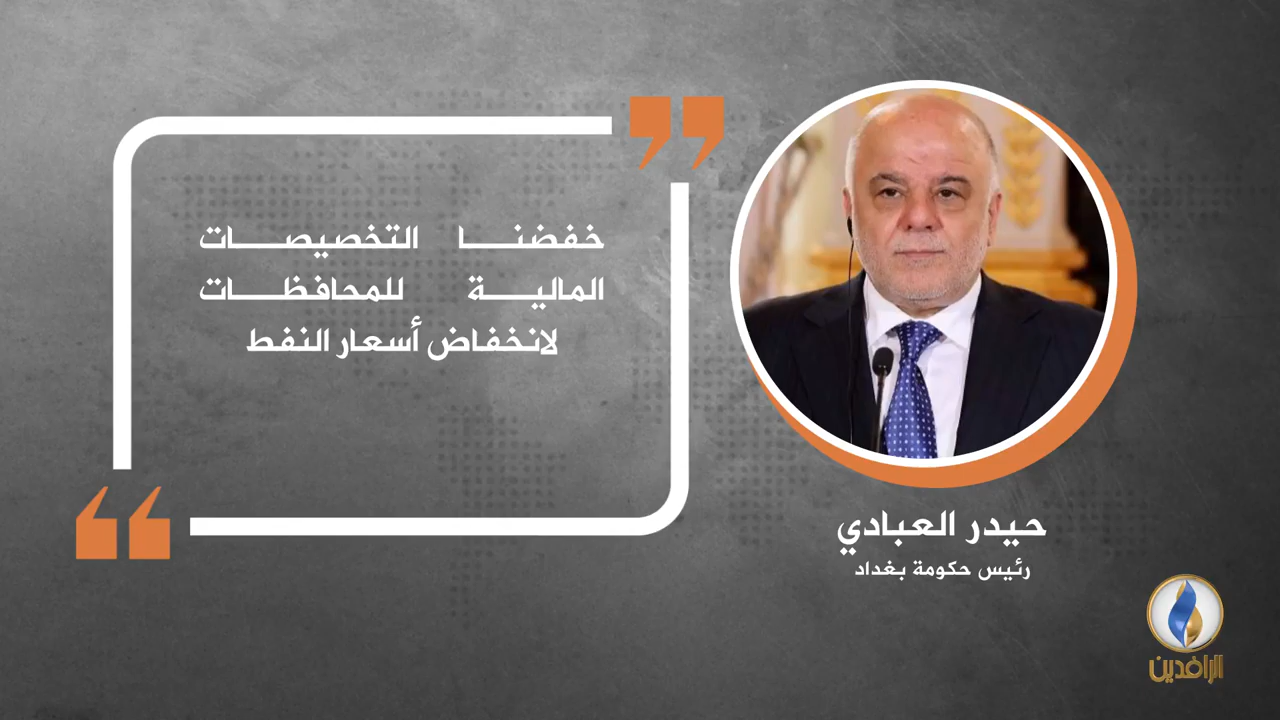 خفضنا التخصيصات
المالية للمحافظات
لانخفاض أسعار النفط
حيدر العبادي
رئيس حكومة بغداد
الرافدين